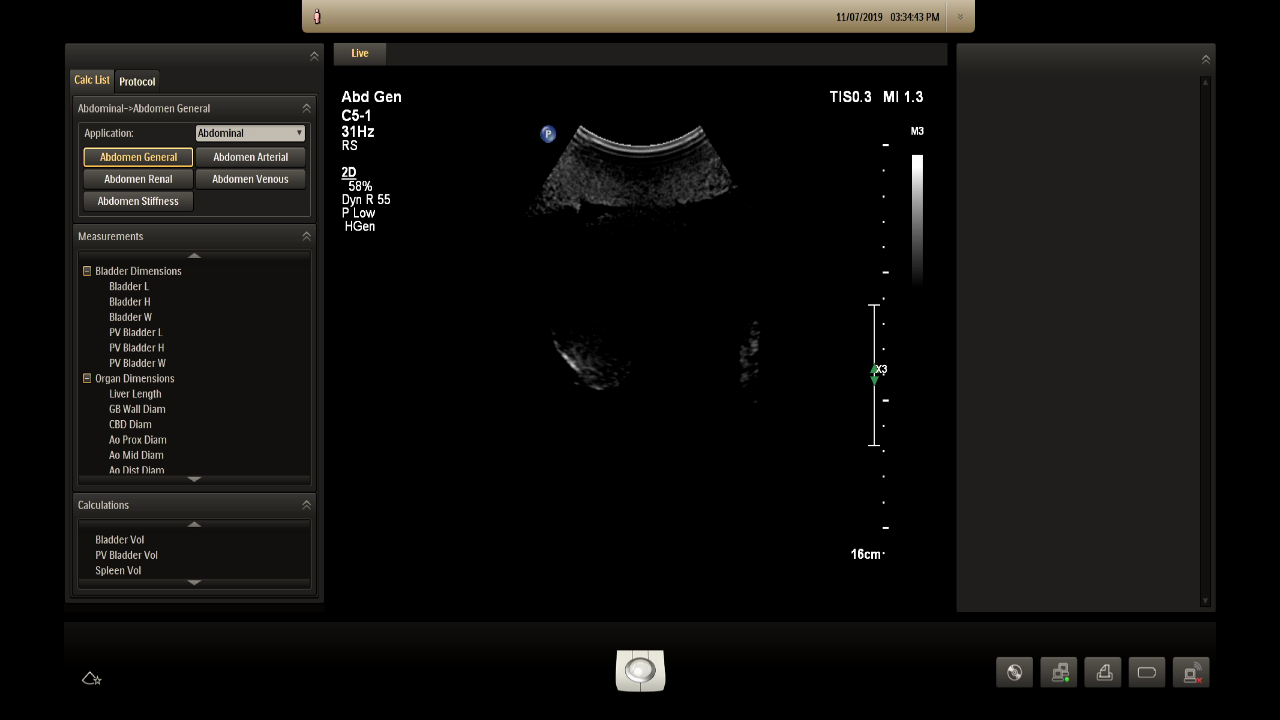 11/07/2019 03:34:43 PM
Calc List Protocol
Abdominal->Abdomen General
Application: Abdominal
Abdomen General Abdomen Arterial
Abdomen Renal Abdomen Venous
Abdomen Stiffness
Measurements
Bladder Dimensions
Bladder L
Bladder H
Bladder W
PV Bladder L
PV Bladder H
PV Bladder W
Organ Dimensions
Liver Length
GB Wall Diam
CBD Diam
Ao Prox Diam
Ao Mid Diam
Ao Dist Diam
Calculations
Bladder Vol
PV Bladder Vol
Spleen Vol
Live
Abd Gen
C5-1
31Hz
RS
2D
58%
Dyn R 55
P Low
HGen
P
TIS0.3 MI 1.3
M3
X3
16cm